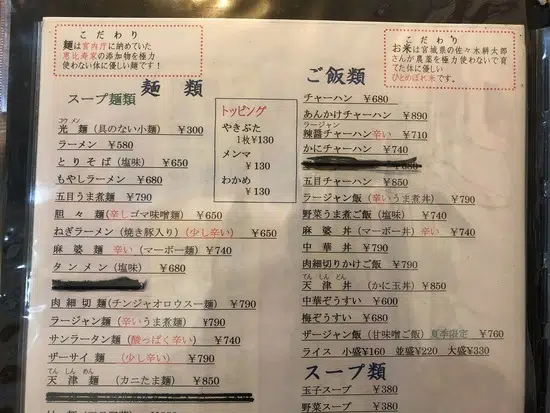 こだわり
麺は宮内庁に納めていた
恵比寿家の添加物を極力
使わない体に優しい麺です！
麺　類
スープ麺類
コウ メン
光　麺（具のない小麺）　¥300
ラーメン　¥580
とりそば（塩味）　¥650
もやしラーメン　¥680
五目うま煮麺　¥790
胆々 麺（辛しゴマ味噌麺）　¥650
ねぎラーメン（焼き豚入り）（少し辛い）　¥650
麻婆 麺　辛い（マーボー麺）　¥740
タンメン（塩味）　¥680
肉細切麺（チンジャオロウスー麺）　¥790
ラージャン麺（辛いうま煮麺）　¥790
サンラータン麺（酸っぱく辛い）　¥740
ザーサイ麺（少し辛い）　¥790
てん しん めん
天 津 麺（カニたま麺）　¥850
トッピング
やきぶた
1枚¥130
メンマ
¥130
わかめ
¥130
こだわり
お米は宮城県の佐々木耕太郎
さんが農薬を極力使わないで
育てた体に優しく
ひとめぼれ米です。
ご飯類
チャーハン　¥680
あんかけチャーハン　¥890
ラージャン
辣醤チャーハン辛い　¥710
かにチャーハン　¥740
¥680
五目チャーハン　¥850
ラージャン飯（辛いうま煮丼）　¥790
野菜うま煮ご飯（塩味）　¥740
麻 婆 丼（マーボー丼）辛い　¥740
中 華 丼　¥790
肉細切りかけご飯　¥790
てん しん どん
天 津 丼（かに玉丼）　¥850
中華ぞうすい　¥600
梅ぞうすい　¥680
ザージャン飯（甘味噌ご飯）夏季限定　¥760
ライス　小盛¥160　並盛¥220　大盛¥330
スープ類
玉子スープ　¥380
野菜スープ　¥380